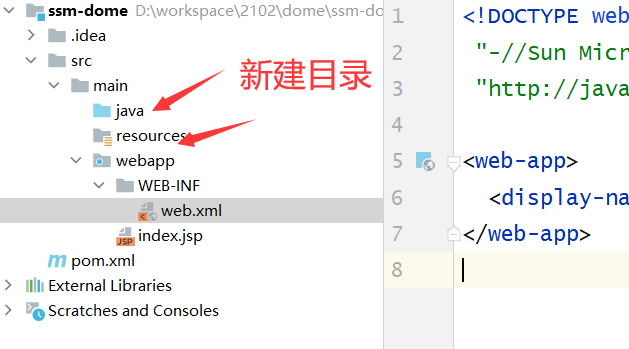 ssm-dome D:\workspace\2102\dome\ssm-do
.idea
src
main
java
resources
webapp
WEB-INF
web.xml
index.jsp
pom.xml
External Libraries
Scratches and Consoles
新建目录
1 <!DOCTYPE web
2 "-//Sun Micr
3 "http://java
4
5 <web-app>
6 <display-na
7 </web-app>
8